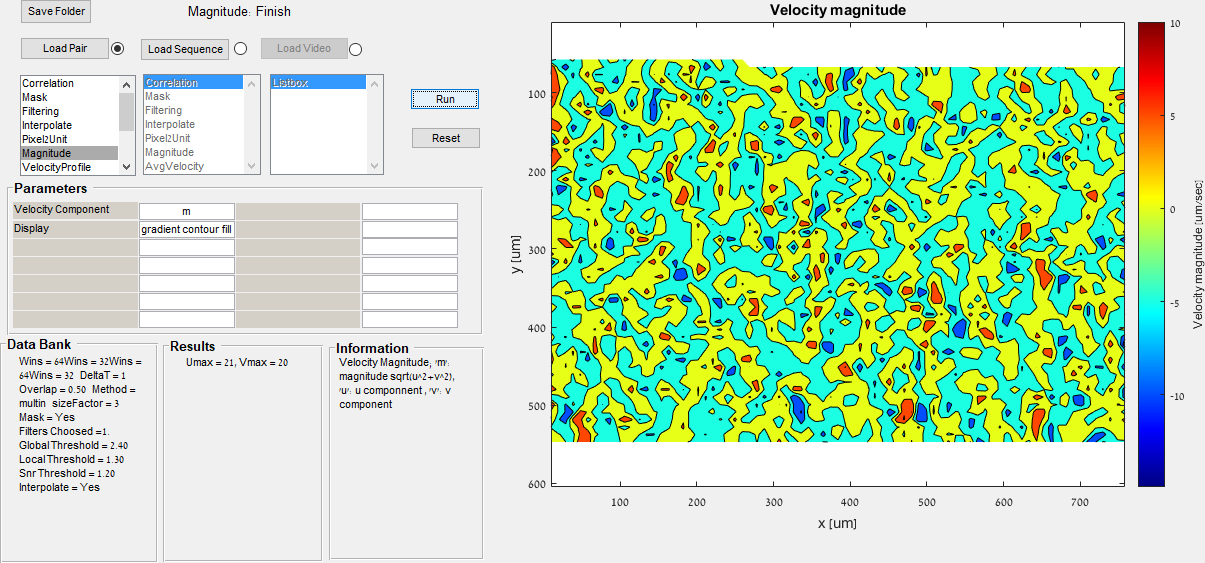 Save Folder
Magnitude: Finish
Load Pair
Load Sequence
Load Video
Correlation
Mask
Filtering
Interpolate
Pixel2Unit
Magnitude
VelocityProfile
Correlation
Mask
Filtering
Interpolate
Pixel2Unit
Magnitude
AvgVelocity
Listbox
Run
Reset
Parameters
Velocity Component
m
Display
gradient contour fill
Data Bank
Wins = 64Wins = 32Wins =
64Wins = 32 DeltaT = 1
Overlap = 0.50 Method =
multin sizeFactor = 3
Mask = Yes
Filters Choosed =1.
Global Threshold = 2.40
Local Threshold = 1.30
Snr Threshold = 1.20
Interpolate = Yes
Results
Umax = 21, Vmax = 20
Information
Velocity Magnitude, 'm':
magnitude sqrt(u^2+v^2),
'u': u componnent , 'v': v
component
Velocity magnitude
100
200
300
400
500
600
y [um]
100
200
300
400
500
600
700
x [um]
10
5
0
-5
-10
Velocity magnitude [um/sec]